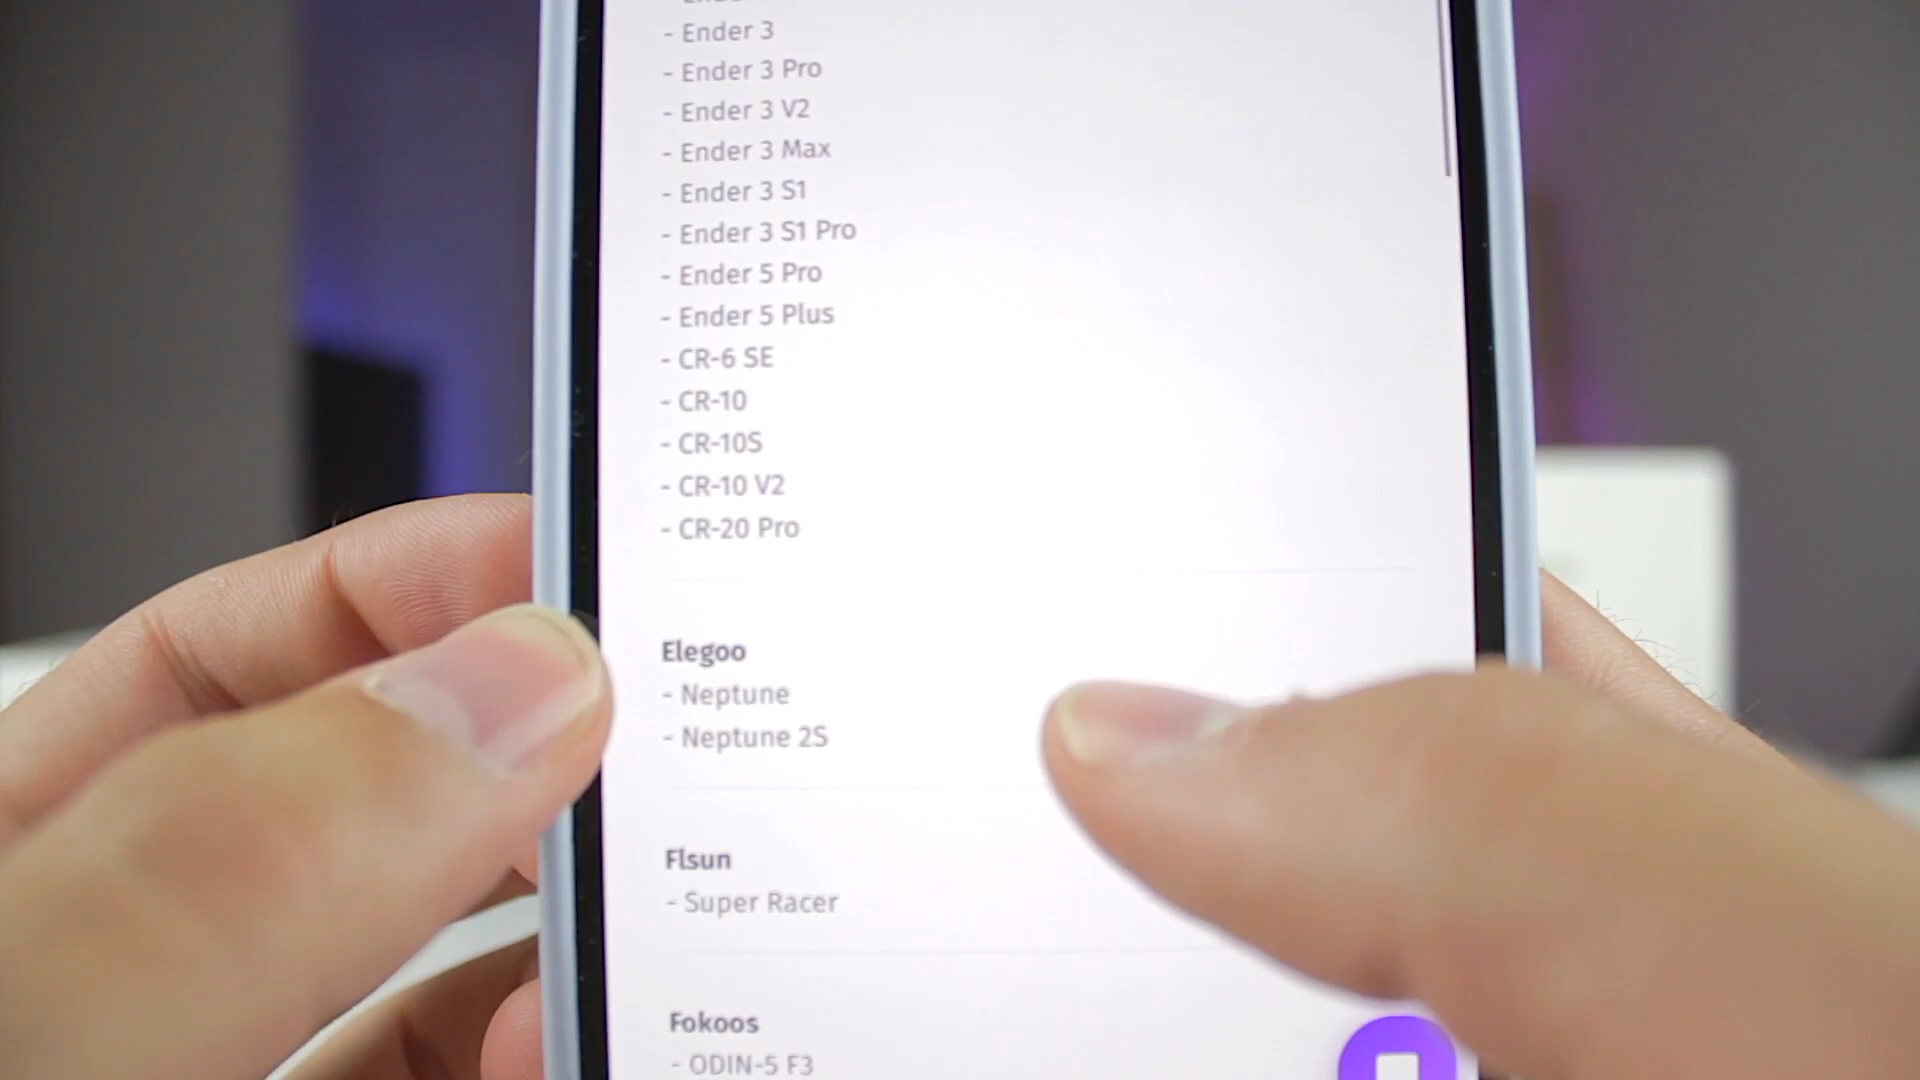 - Ender 3
- Ender 3 Pro
- Ender 3 V2
- Ender 3 Max
- Ender 3 S1
- Ender 3 S1 Pro
- Ender 5 Pro
- Ender 5 Plus
- CR-6 SE
- CR-10
- CR-10S
- CR-10 V2
- CR-20 Pro
Elegoo
- Neptune
- Neptune 2S
Flsun
- Super Racer
Fokoos
- ODIN-5 F3